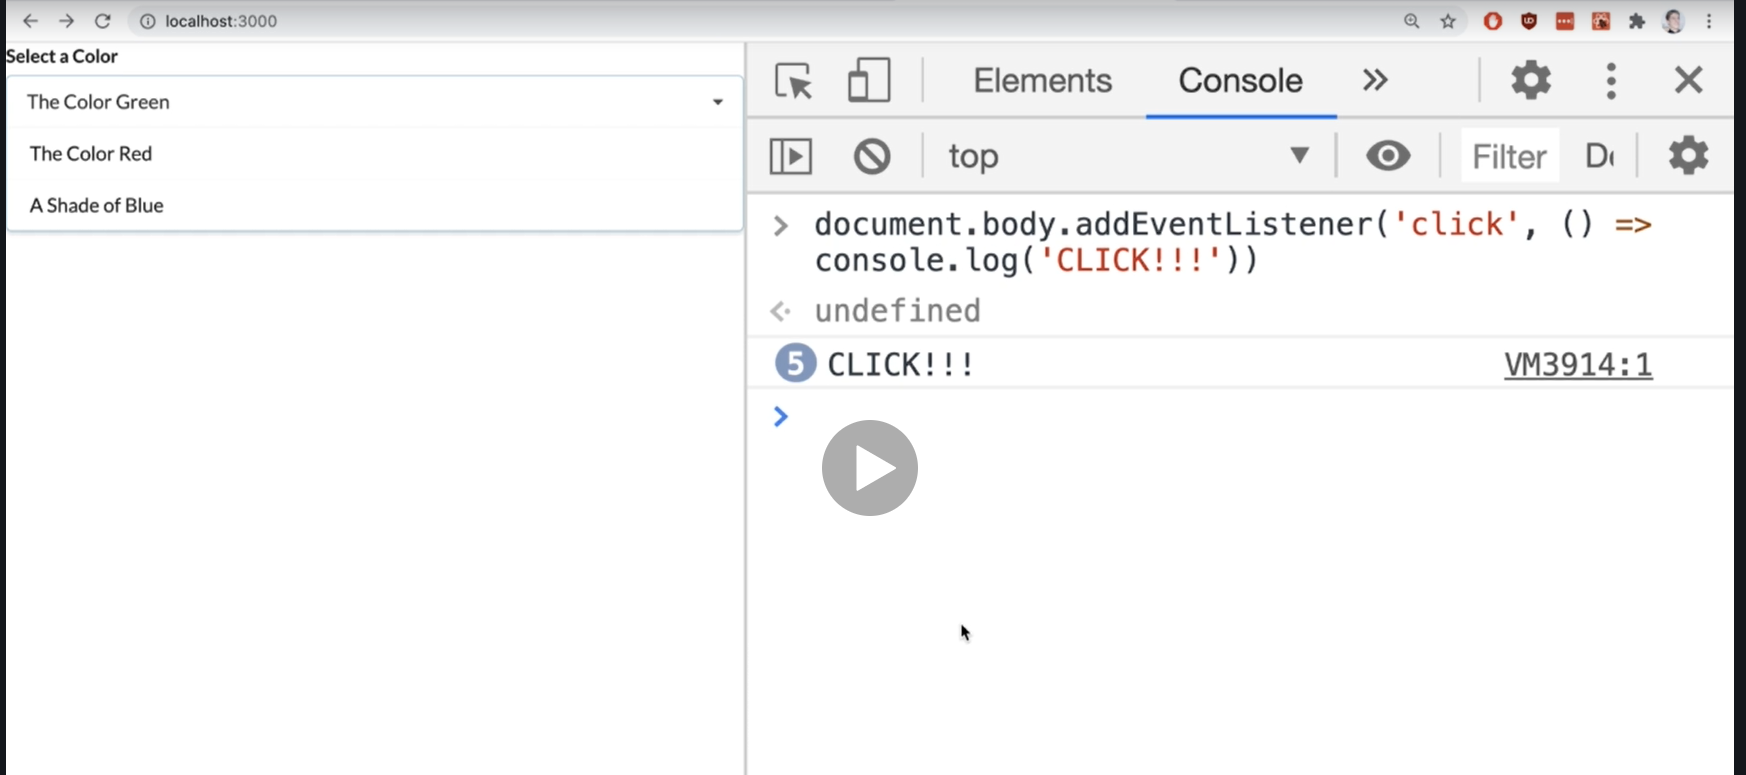 localhost:3000
Select a Color
The Color Green
The Color Red
A Shade of Blue
Elements Console
top Filter
document.body.addEventListener('click', () =>
console.log('CLICK!!!'))
undefined
5 CLICK!!! VM3914:1